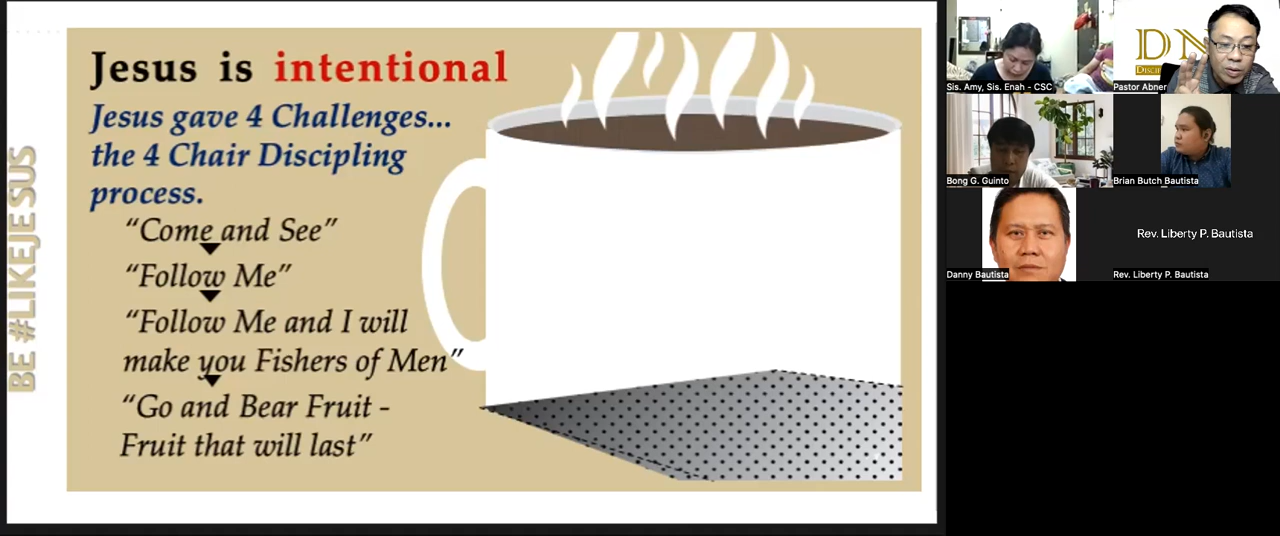 BE #LIKEJESUS
Jesus is intentional
Jesus gave 4 Challenges...
the 4 Chair Discipling
process.
“Come and See”
“Follow Me”
“Follow Me and I will
make you Fishers of Men”
“Go and Bear Fruit -
Fruit that will last”
Sis. Amy, Sis. Enah - CSC
DN
Pastor Abner
Bong G. Guinto
Brian Butch Bautista
Danny Bautista
Rev. Liberty P. Bautista
Rev. Liberty P. Bautista